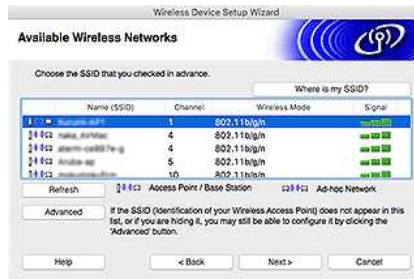 Wireless Device Setup Wizard
Available Wireless Networks
Choose the SSID that you checked in advance.
Where is my SSID?
Name (SSID) Channel Wireless Mode Signal
1 802.11b/g/n
4 802.11b/g/n
4 802.11b/g/n
5 802.11b/g/n
10 802.11b/g/n
Refresh Access Point / Base Station Ad-hoc Network
Advanced If the SSID (Identification of your Wireless Access Point) does not appear in this
list, or if you are hiding it, you may still be able to configure it by clicking the
'Advanced' button.
Help < Back Next > Cancel